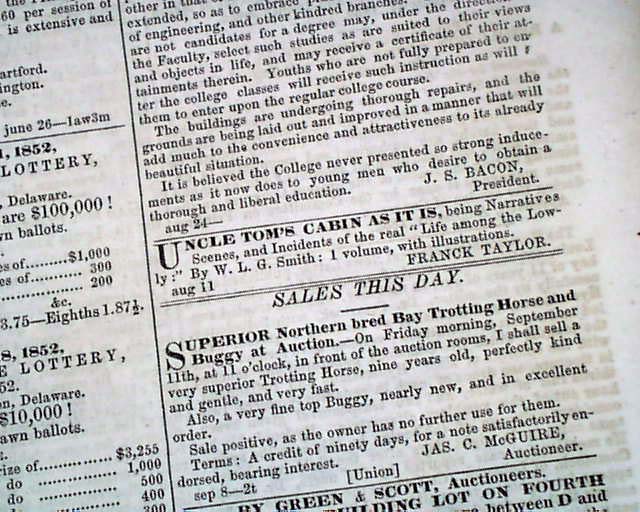 60 per session of
is extensive and
artford.
ington.
e.
june 26—law3m
1, 1852,
LOTTERY,
, Delaware.
are $100,000 !
wn ballots.
es of..........$1,000
300
200
&c.
3.75—Eighths 1.87½.
8, 1852,
E LOTTERY,
52.
on, Delaware.
$10,000 !
awn ballots.
ize of.............. $3,255
do .............. 1,000
do .............. 500
do .............. 400
300
other in that of
extended, so as to embrace
of engineering, and other kindred branches.
are not candidates for a degree may, under the
the Faculty, select such studies as are suited to their views
and objects in life, and may receive a certificate of their at-
tainments therein. Youths who are not fully prepared to en-
ter the college classes will receive such instruction as will
them to enter upon the regular college course.
The buildings are undergoing thorough repairs, and the
grounds are being laid out and improved in a manner that will
add much to the convenience and attractiveness to its already
beautiful situation.
It is believed the College never presented so strong induce-
ments as it now does to young men who desire to obtain a
thorough and liberal education.
J. S. BACON,
aug 24—
President.
UNCLE TOM'S CABIN AS IT IS, being Narratives
Scenes, and Incidents of the real "Life among the Low-
ly:" By W. L. G. Smith: 1 volume, with illustrations.
aug 11
FRANCK TAYLOR.
SALES THIS DAY.
SUPERIOR Northern bred Bay Trotting Horse and
Buggy at Auction.—On Friday morning, September
11th, at 11 o'clock, in front of the auction rooms, I shall sell a
very superior Trotting Horse, nine years old, perfectly kind
and gentle, and very fast.
Also, a very fine top Buggy, nearly new, and in excellent
order.
Sale positive, as the owner has no further use for them.
Terms: A credit of ninety days, for a note satisfactorily en-
dorsed, bearing interest.
JAS. C. McGUIRE,
sep 8—2t
[Union]
Auctioneer.
BY GREEN & SCOTT, Auctioneers.
BUILDING LOT ON FOURTH
between D and